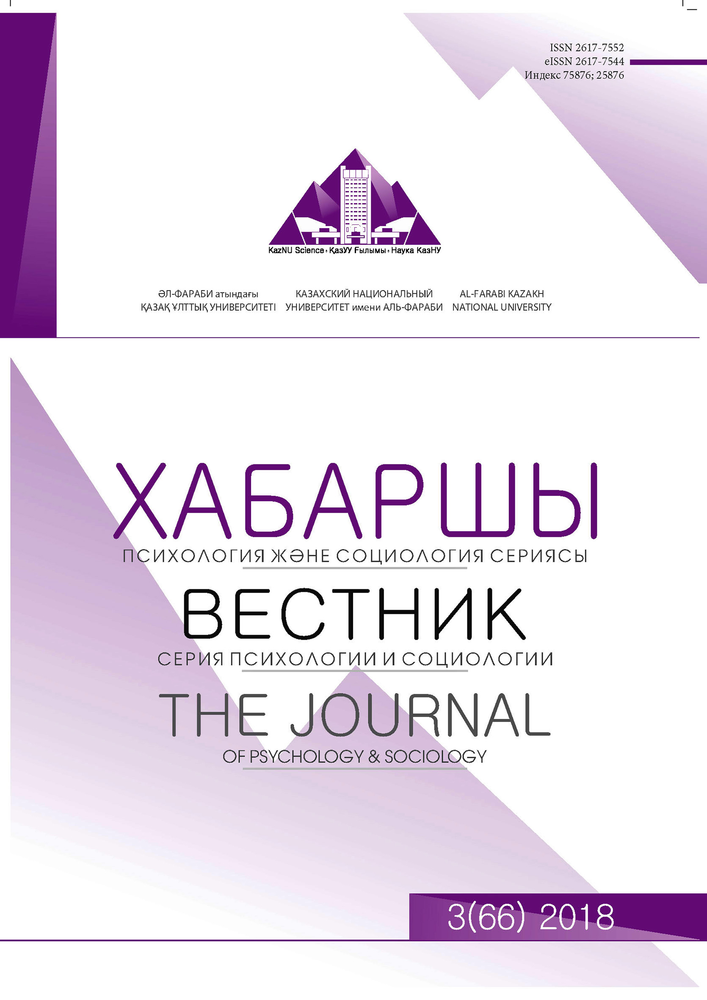 ISSN 2617-7552
eISSN 2617-7544
Индекс 75876; 25876
KazNU Science • ҚазҰУ Ғылымы • Наука КазНУ
ӘЛ-ФАРАБИ атындағы
ҚАЗАҚ ҰЛТТЫҚ УНИВЕРСИТЕТІ
КАЗАХСКИЙ НАЦИОНАЛЬНЫЙ
УНИВЕРСИТЕТ имени АЛЬ-ФАРАБИ
AL-FARABI KAZAKH
NATIONAL UNIVERSITY
ХАБАРШЫ
ПСИХОЛОГИЯ ЖӘНЕ СОЦИОЛОГИЯ СЕРИЯСЫ
ВЕСТНИК
СЕРИЯ ПСИХОЛОГИИ И СОЦИОЛОГИИ
THE JOURNAL
OF PSYCHOLOGY & SOCIOLOGY
3(66) 2018